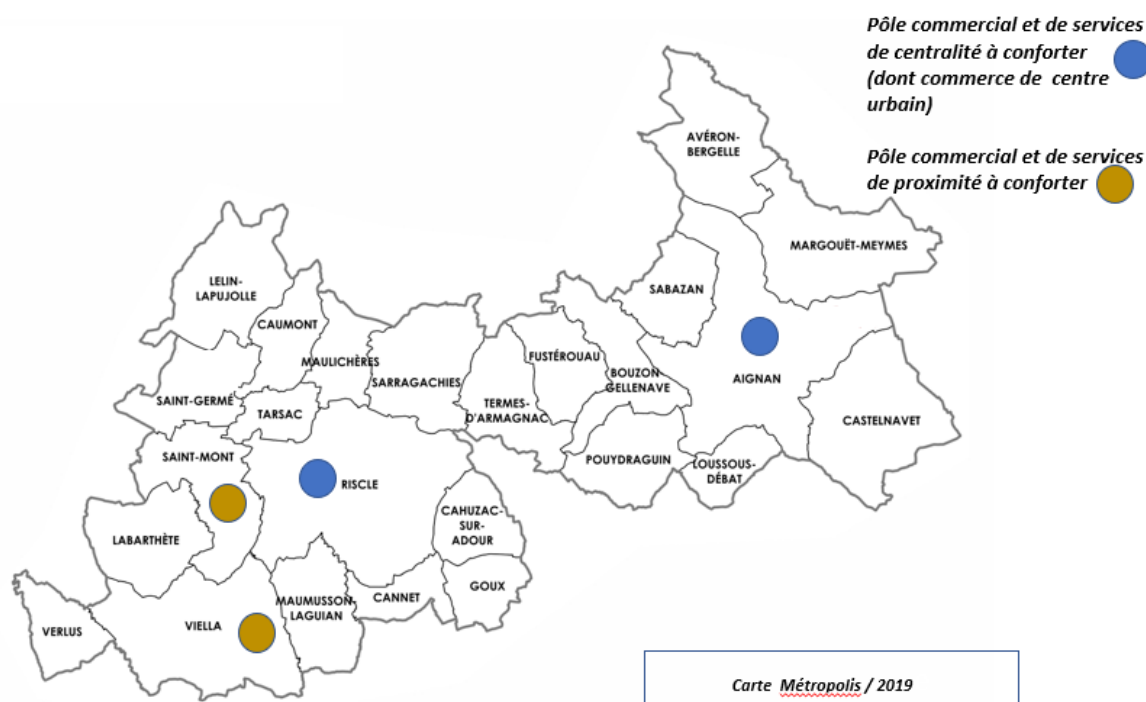 Pôle commercial et de services
de centralité à conforter
(dont commerce de centre
urbain)
Pôle commercial et de services
de proximité à conforter
AVÉRON-
BERGELLE
MARGOUËT-MEYMES
LELIN-
LAPUJOLLE
SABAZAN
CAUMONT
MAULICHÈRES
FUSTÉROUAU
BOUZON-
GELLENAVE
SARRAGACHIES
AIGNAN
SAINT-GERMÉ
TARSAC
TERMES-
D'ARMAGNAC
CASTELNAVET
SAINT-MONT
POUYDRAGUIN
LOUSSOUS-
DÉBAT
RISCLE
CAHUZAC-
SUR-
ADOUR
LABARTHÈTE
GOUX
MAUMUSSON-
LAGUIAN
CANNET
VIELLA
VERLUS
Carte Métropolis / 2019